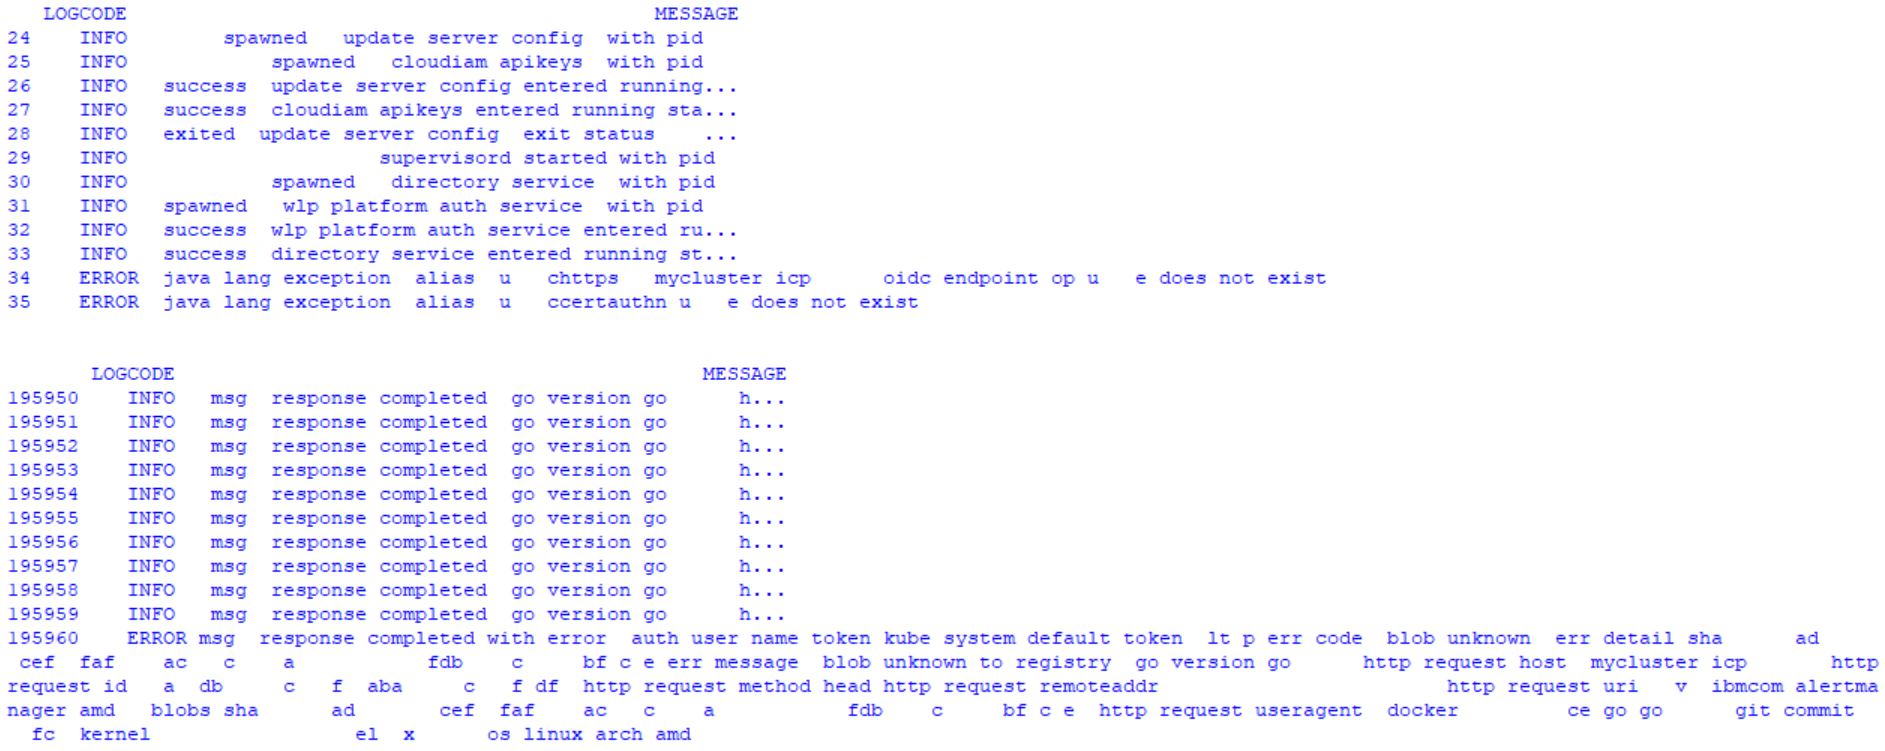 LOGCODE MESSAGE
24 INFO spawned update server config with pid
25 INFO spawned cloudiam apikeys with pid
26 INFO success update server config entered running...
27 INFO success cloudiam apikeys entered running sta...
28 INFO exited update server config exit status ...
29 INFO supervisord started with pid
30 INFO spawned directory service with pid
31 INFO spawned wlp platform auth service with pid
32 INFO success wlp platform auth service entered ru...
33 INFO success directory service entered running st...
34 ERROR java lang exception alias u chttps mycluster icp oidc endpoint op u e does not exist
35 ERROR java lang exception alias u ccertauthn u e does not exist
LOGCODE MESSAGE
195950 INFO msg response completed go version go h...
195951 INFO msg response completed go version go h...
195952 INFO msg response completed go version go h...
195953 INFO msg response completed go version go h...
195954 INFO msg response completed go version go h...
195955 INFO msg response completed go version go h...
195956 INFO msg response completed go version go h...
195957 INFO msg response completed go version go h...
195958 INFO msg response completed go version go h...
195959 INFO msg response completed go version go h...
195960 ERROR msg response completed with error auth user name token kube system default token lt p err code blob unknown err detail sha ad
cef faf ac c a fdb c bf c e err message blob unknown to registry go version go http request host mycluster icp http
request id a db c f aba c f df http request method head http request remoteaddr http request uri v ibmcom alertma
nager amd blobs sha ad cef faf ac c a fdb c bf c e http request useragent docker ce go go git commit
fc kernel el x os linux arch amd